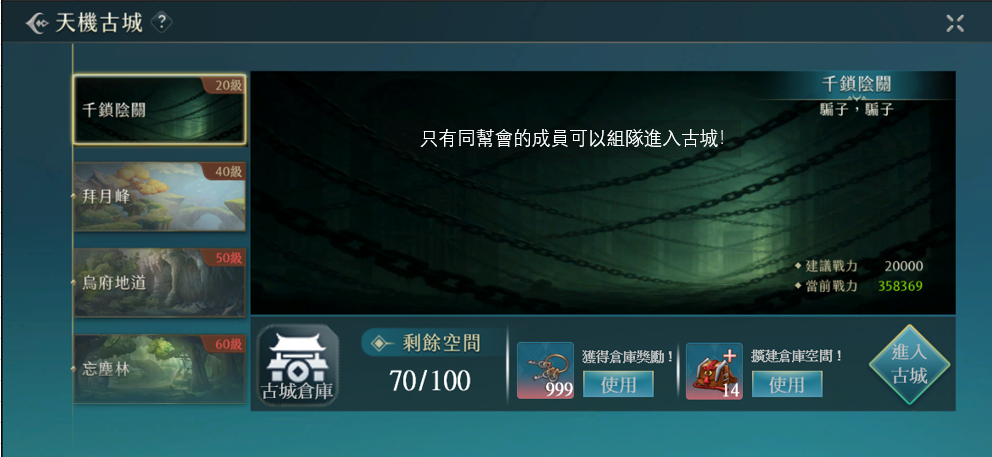 天機古城 ?
20級
千鎖陰關
40級
拜月峰
50級
烏府地道
60級
忘塵林
千鎖陰關
騙子，騙子
只有同幫會的成員可以組隊進入古城!
建議戰力 20000
當前戰力 358369
古城倉庫
剩餘空間
70/100
999
獲得倉庫獎勵！
使用
14
擴建倉庫空間！
使用
進入
古城